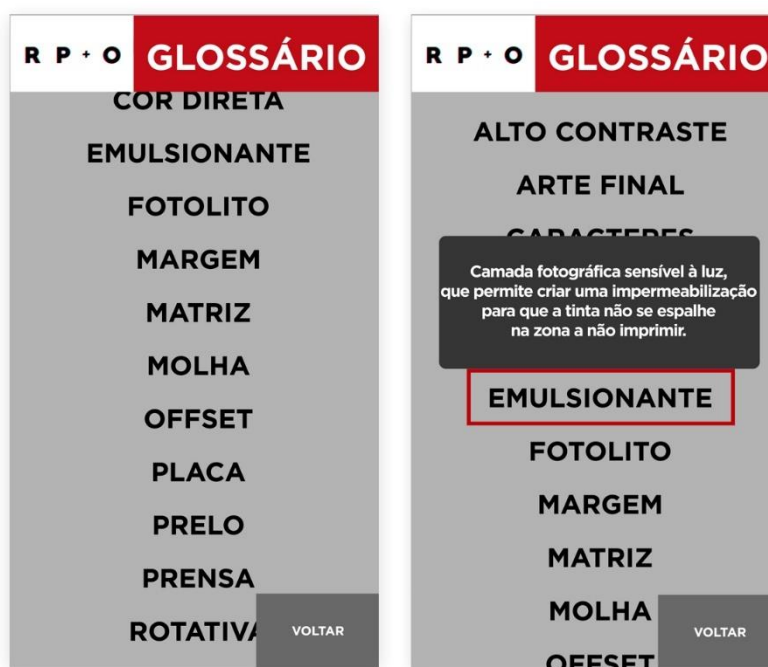 R P + O GLOSSÁRIO
COR DIRETA
EMULSIONANTE
FOTOLITO
MARGEM
MATRIZ
MOLHA
OFFSET
PLACA
PRELO
PRENSA
ROTATIVA
VOLTAR
R P + O GLOSSÁRIO
ALTO CONTRASTE
ARTE FINAL
CARACTERES
Camada fotográfica sensível à luz,
que permite criar uma impermeabilização
para que a tinta não se espalhe
na zona a não imprimir.
EMULSIONANTE
FOTOLITO
MARGEM
MATRIZ
MOLHA
OFFSET
VOLTAR